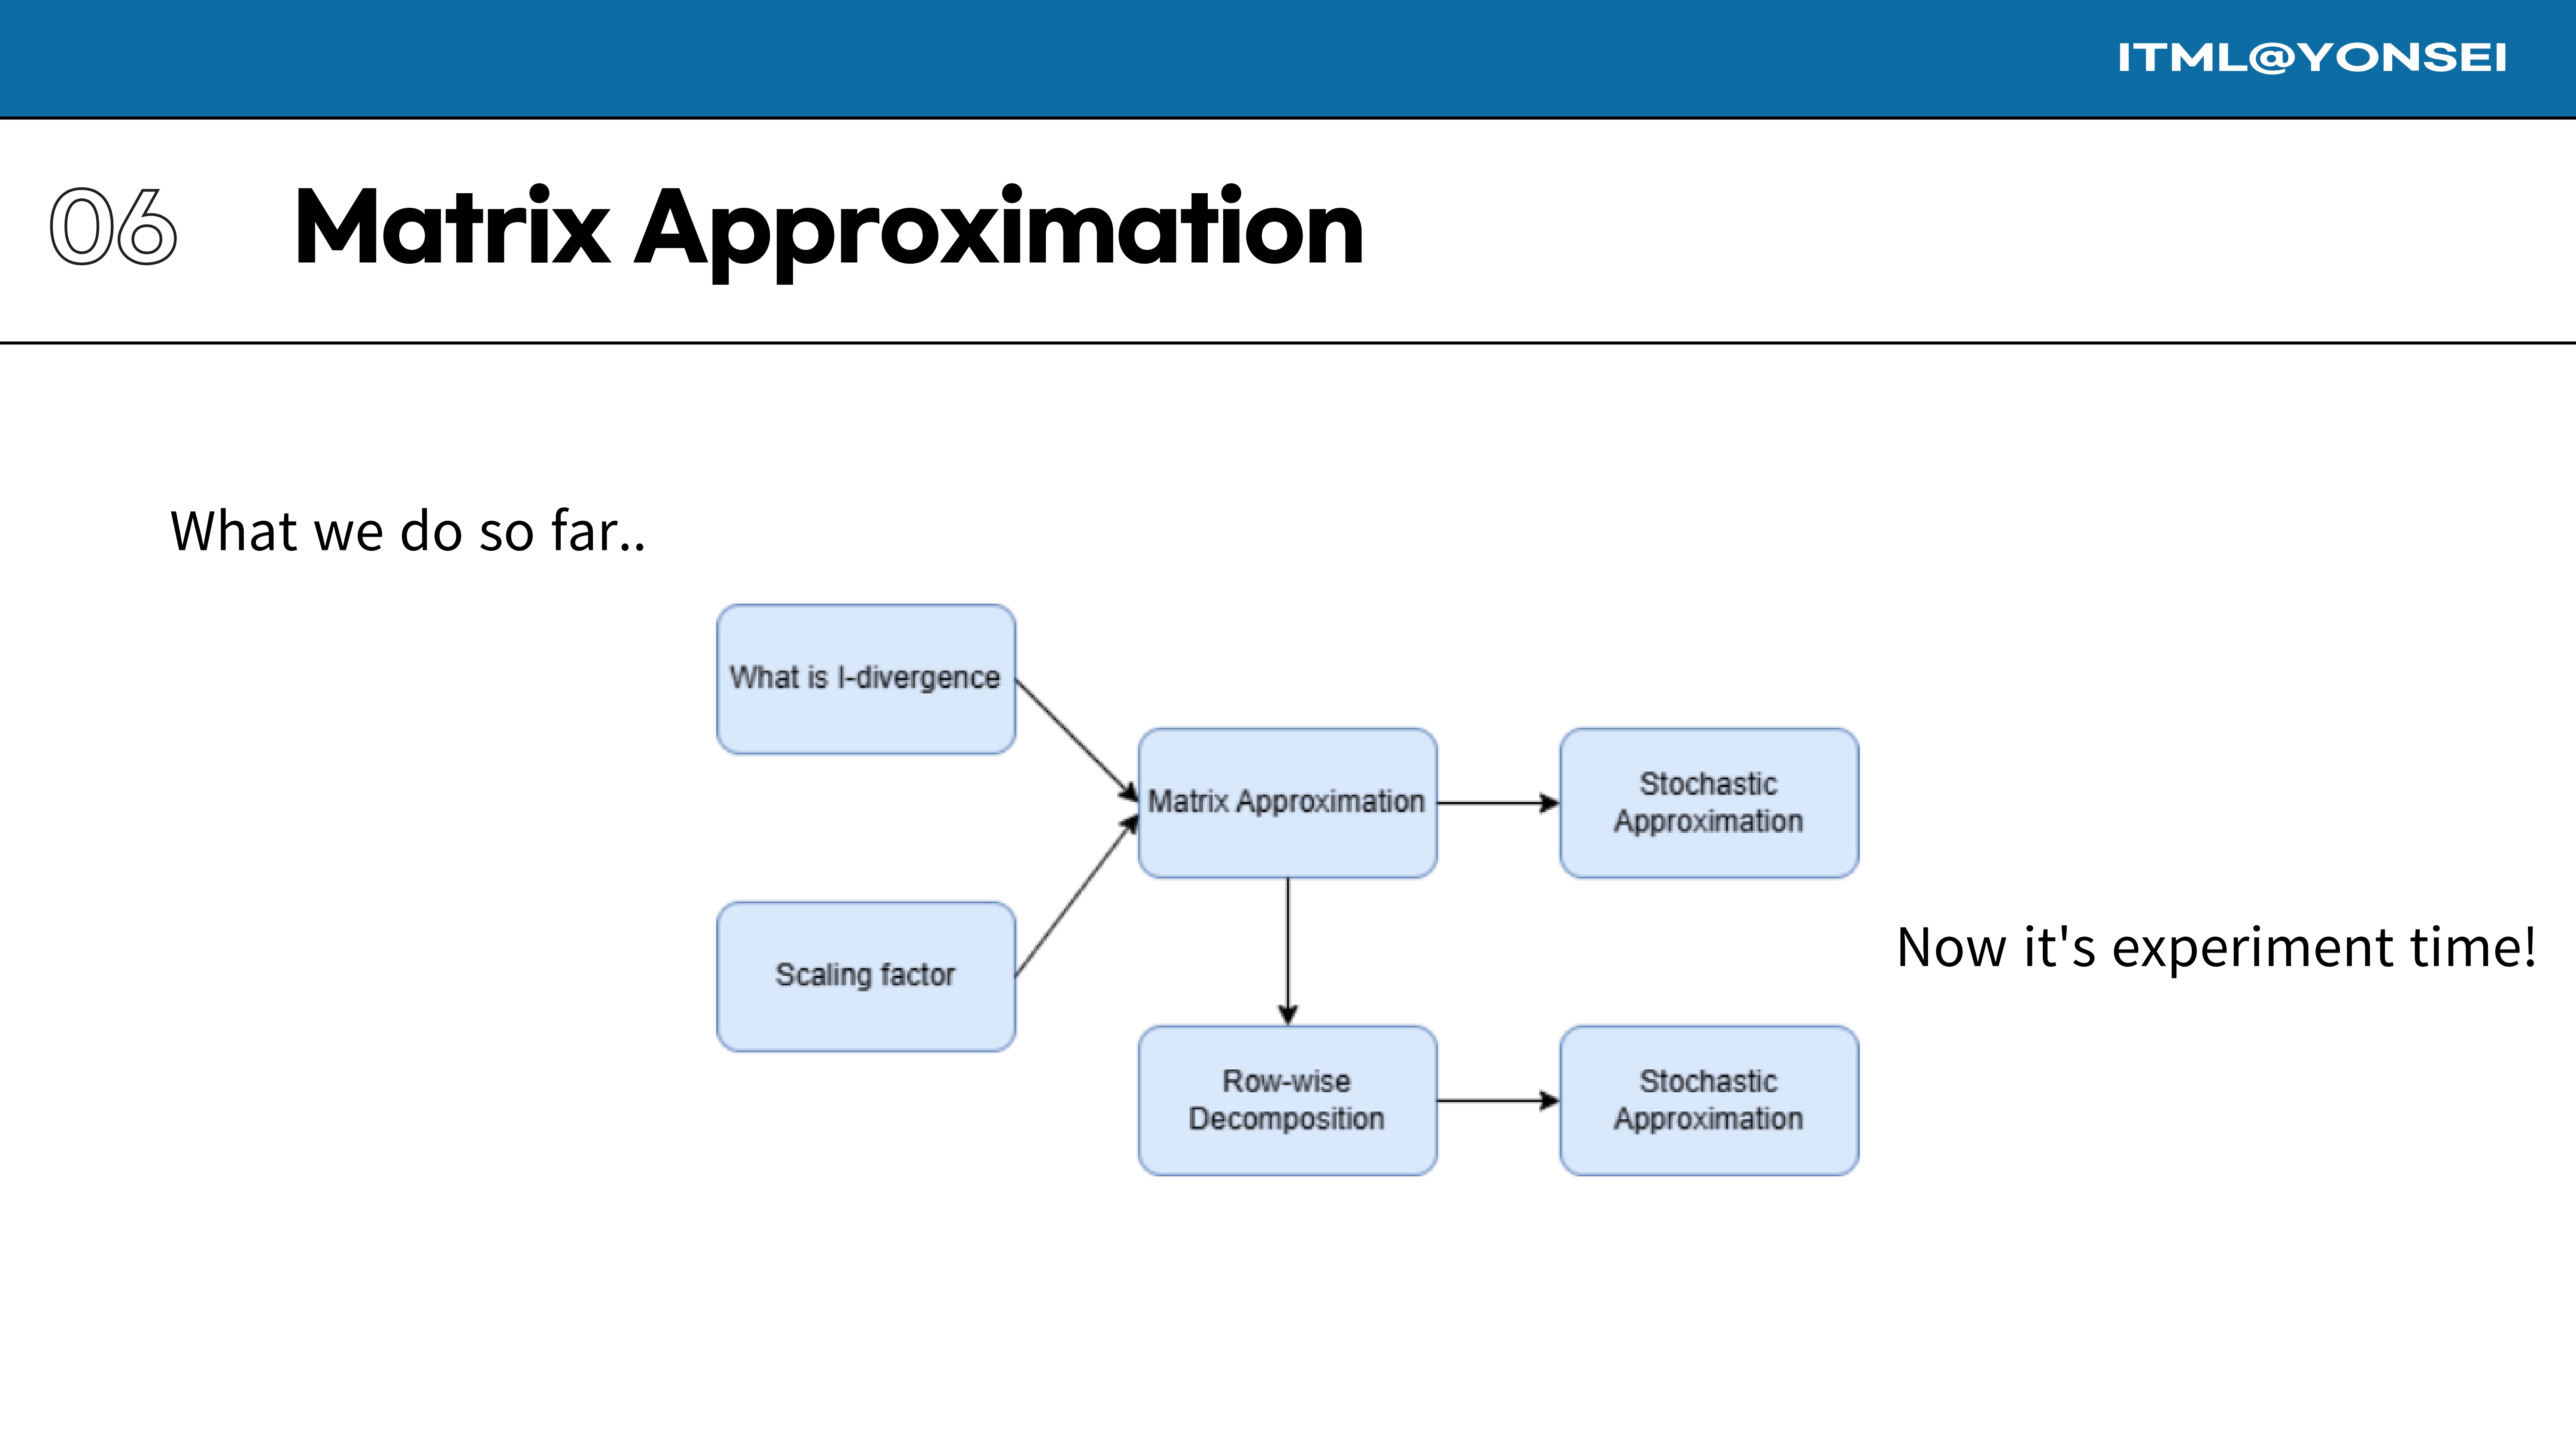 ITML@YONSEI
06 Matrix Approximation
What we do so far..
What is I-divergence
Matrix Approximation
Stochastic
Approximation
Scaling factor
Now it's experiment time!
Row-wise
Decomposition
Stochastic
Approximation